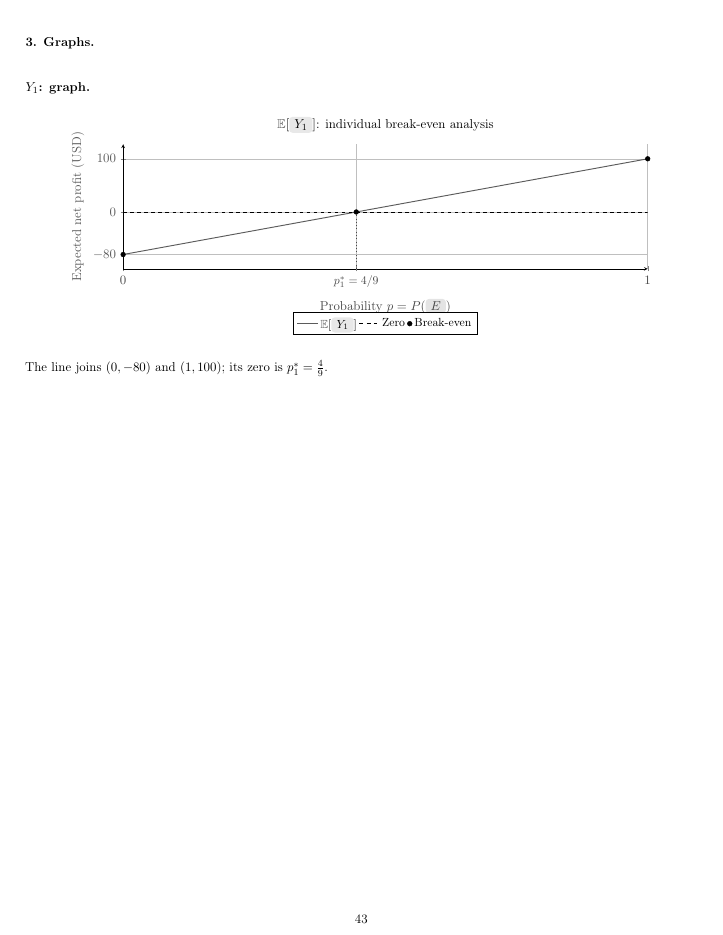 3. Graphs.
Y₁: graph.
𝔼[ Y₁ ]: individual break-even analysis
Expected net profit (USD)
100
0
−80
0
p₁* = 4/9
1
Probability p = P( E )
𝔼[ Y₁ ] Zero Break-even
The line joins (0, −80) and (1, 100); its zero is p₁* = 4/9.
43